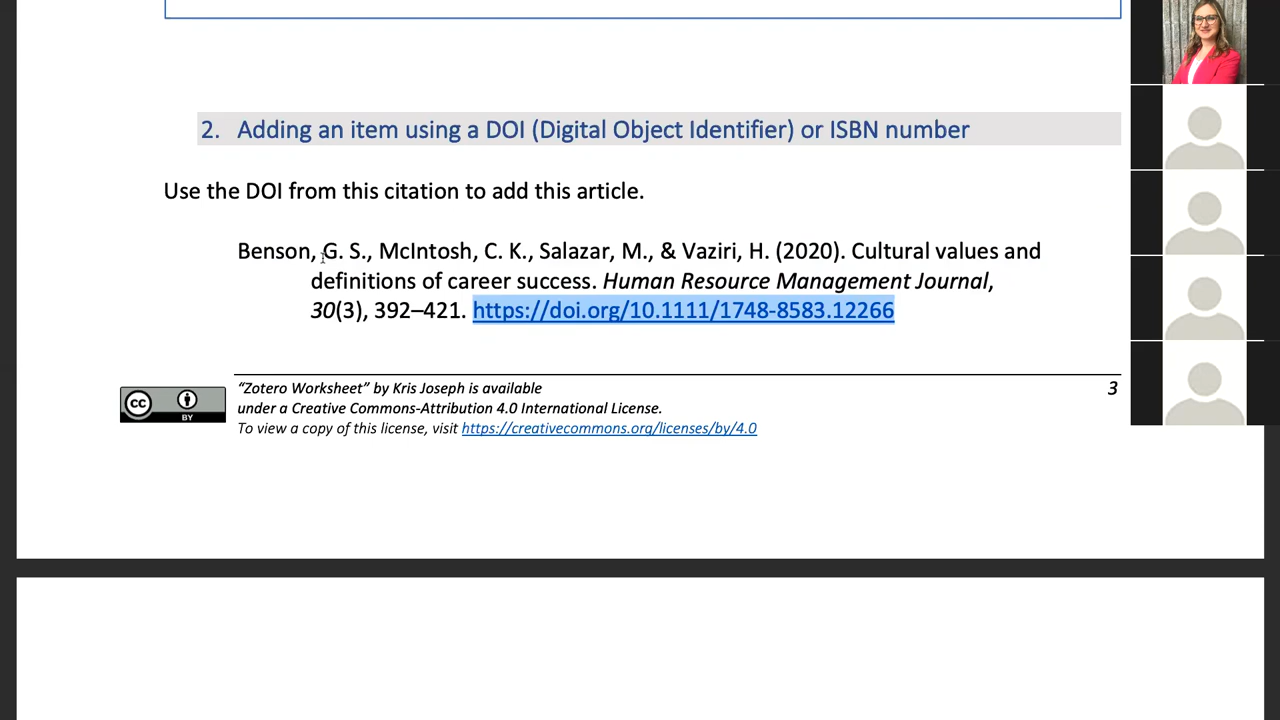 2. Adding an item using a DOI (Digital Object Identifier) or ISBN number
Use the DOI from this citation to add this article.
Benson, G. S., McIntosh, C. K., Salazar, M., & Vaziri, H. (2020). Cultural values and
definitions of career success. Human Resource Management Journal,
30(3), 392–421. https://doi.org/10.1111/1748-8583.12266
“Zotero Worksheet” by Kris Joseph is available
3
under a Creative Commons-Attribution 4.0 International License.
To view a copy of this license, visit https://creativecommons.org/licenses/by/4.0
CC
BY